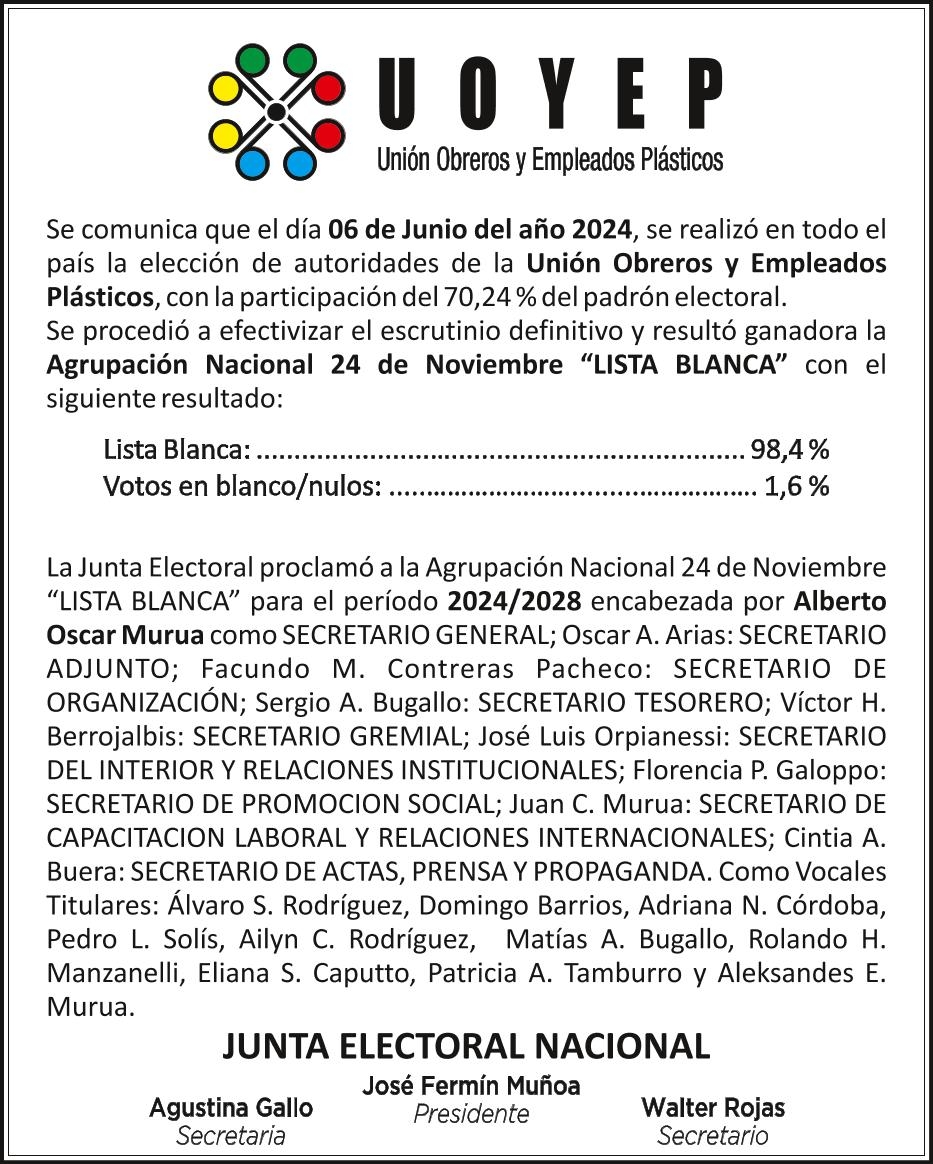 UOYEP
Unión Obreros y Empleados Plásticos
Se comunica que el día 06 de Junio del año 2024, se realizó en todo el
país la elección de autoridades de la Unión Obreros y Empleados
Plásticos, con la participación del 70,24 % del padrón electoral.
Se procedió a efectivizar el escrutinio definitivo y resultó ganadora la
Agrupación Nacional 24 de Noviembre “LISTA BLANCA” con el
siguiente resultado:
Lista Blanca: ................................................................. 98,4 %
Votos en blanco/nulos: ................................................. 1,6 %
La Junta Electoral proclamó a la Agrupación Nacional 24 de Noviembre
“LISTA BLANCA” para el período 2024/2028 encabezada por Alberto
Oscar Murua como SECRETARIO GENERAL; Oscar A. Arias: SECRETARIO
ADJUNTO; Facundo M. Contreras Pacheco: SECRETARIO DE
ORGANIZACIÓN; Sergio A. Bugallo: SECRETARIO TESORERO; Víctor H.
Berrojalbis: SECRETARIO GREMIAL; José Luis Orpianessi: SECRETARIO
DEL INTERIOR Y RELACIONES INSTITUCIONALES; Florencia P. Galoppo:
SECRETARIO DE PROMOCION SOCIAL; Juan C. Murua: SECRETARIO DE
CAPACITACION LABORAL Y RELACIONES INTERNACIONALES; Cintia A.
Buera: SECRETARIO DE ACTAS, PRENSA Y PROPAGANDA. Como Vocales
Titulares: Álvaro S. Rodríguez, Domingo Barrios, Adriana N. Córdoba,
Pedro L. Solís, Ailyn C. Rodríguez, Matías A. Bugallo, Rolando H.
Manzanelli, Eliana S. Caputto, Patricia A. Tamburro y Aleksandes E.
Murua.
JUNTA ELECTORAL NACIONAL
José Fermín Muñoa
Presidente
Agustina Gallo
Secretaria
Walter Rojas
Secretario